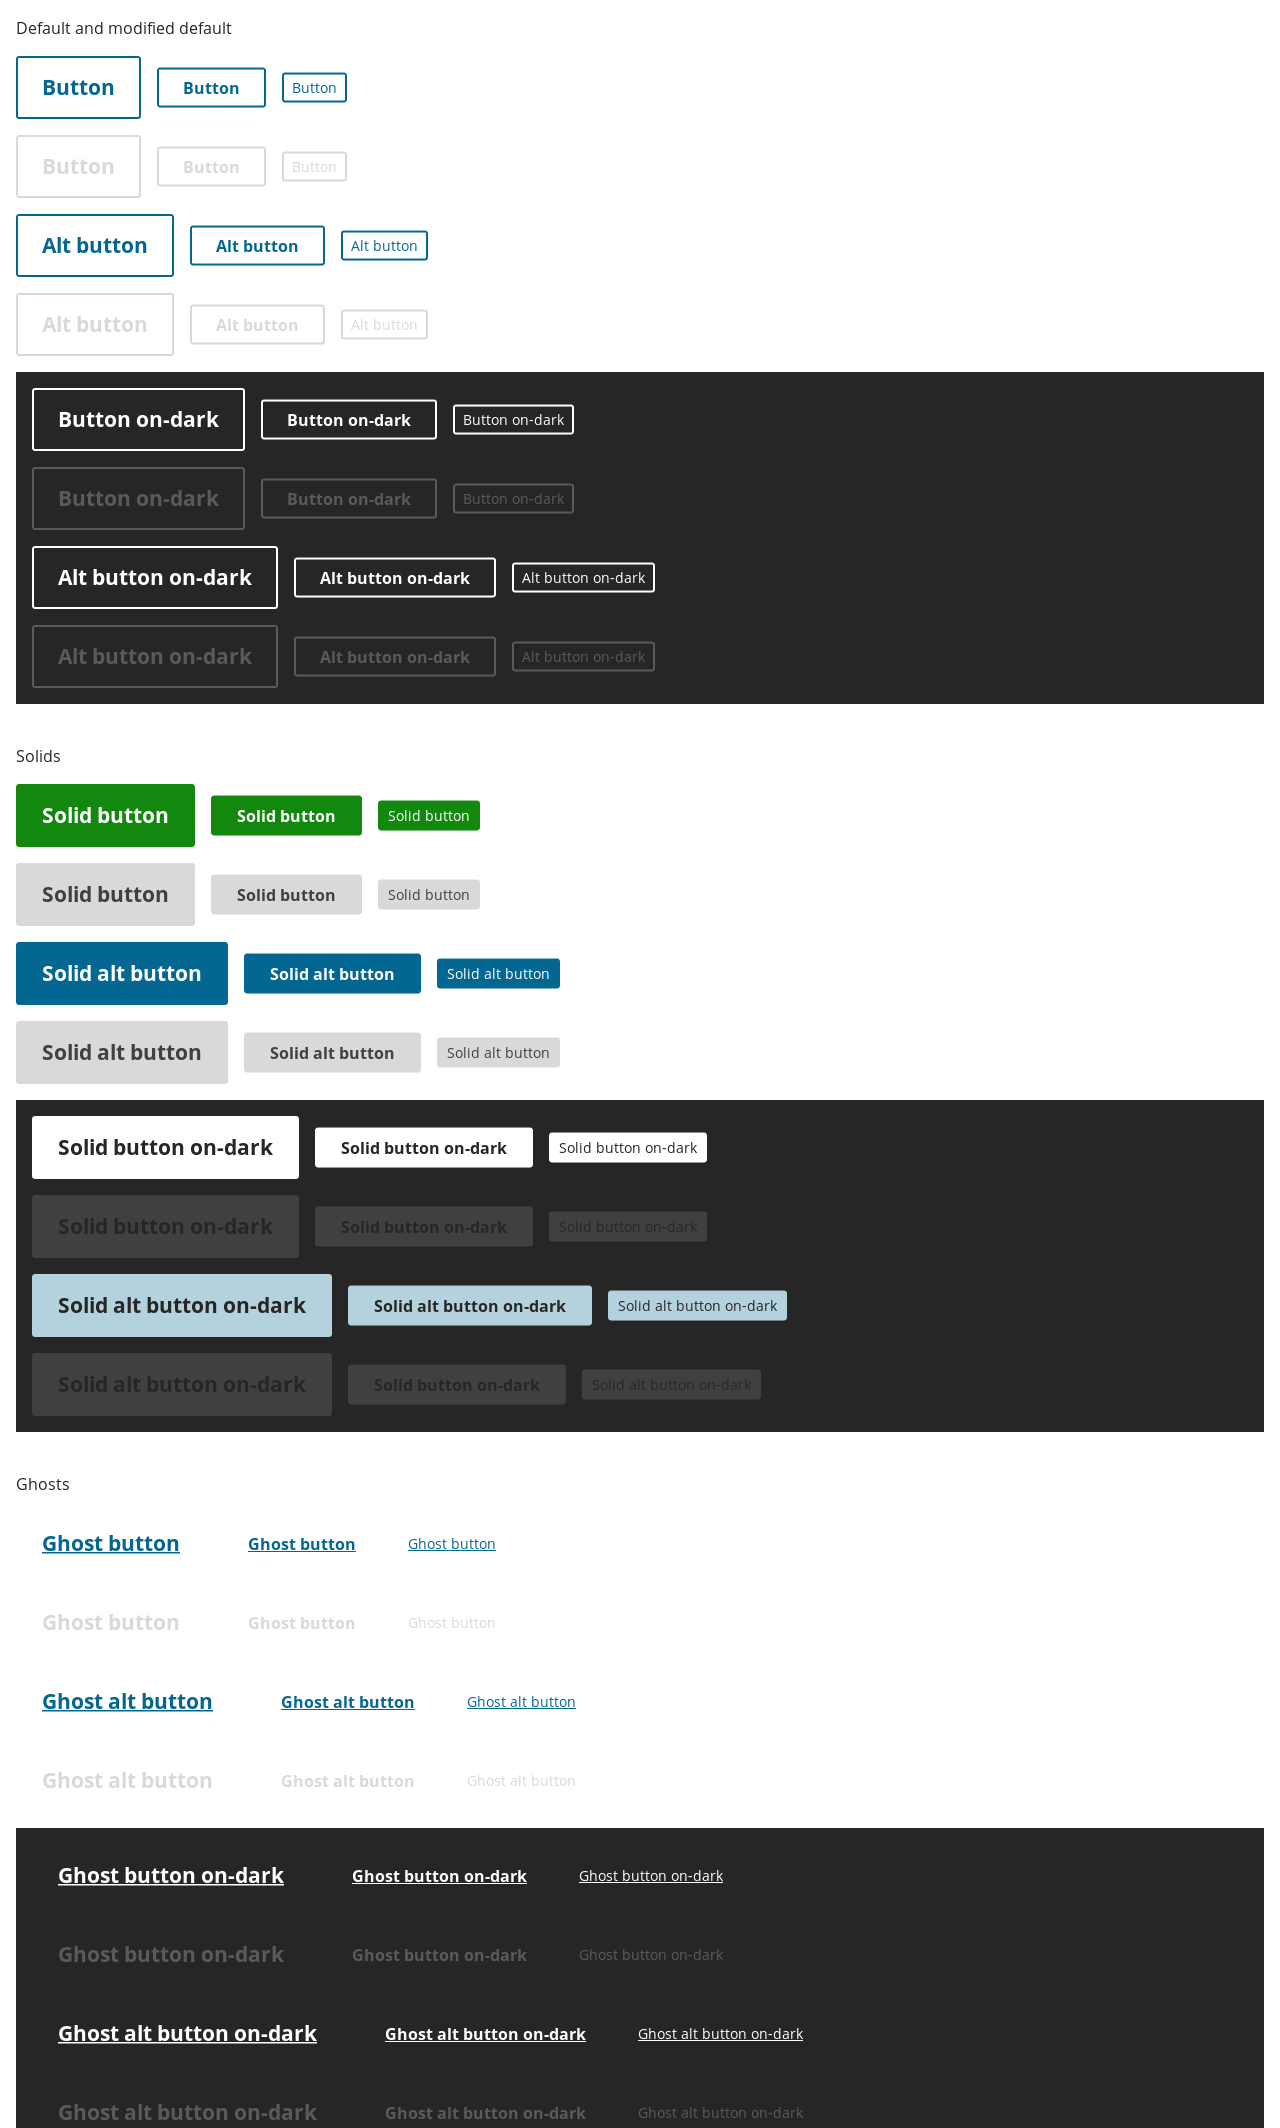 Default and modified default
Button Button Button
Button Button Button
Alt button Alt button Alt button
Alt button Alt button Alt button
Button on-dark Button on-dark Button on-dark
Button on-dark Button on-dark Button on-dark
Alt button on-dark Alt button on-dark Alt button on-dark
Alt button on-dark Alt button on-dark Alt button on-dark
Solids
Solid button Solid button Solid button
Solid button Solid button Solid button
Solid alt button Solid alt button Solid alt button
Solid alt button Solid alt button Solid alt button
Solid button on-dark Solid button on-dark Solid button on-dark
Solid button on-dark Solid button on-dark Solid button on-dark
Solid alt button on-dark Solid alt button on-dark Solid alt button on-dark
Solid alt button on-dark Solid button on-dark Solid alt button on-dark
Ghosts
Ghost button Ghost button Ghost button
Ghost button Ghost button Ghost button
Ghost alt button Ghost alt button Ghost alt button
Ghost alt button Ghost alt button Ghost alt button
Ghost button on-dark Ghost button on-dark Ghost button on-dark
Ghost button on-dark Ghost button on-dark Ghost button on-dark
Ghost alt button on-dark Ghost alt button on-dark Ghost alt button on-dark
Ghost alt button on-dark Ghost alt button on-dark Ghost alt button on-dark